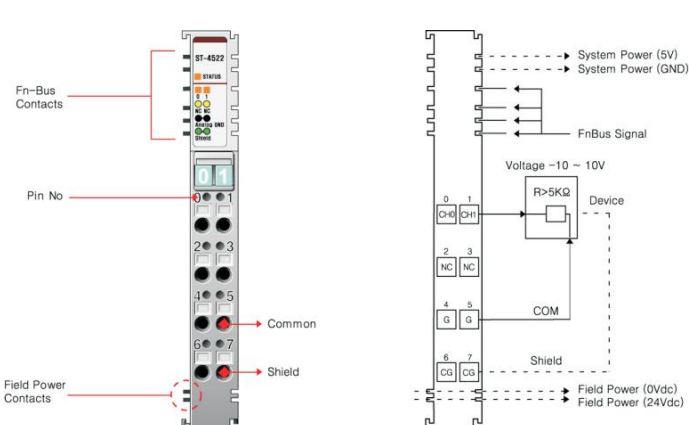 ST-4522
STATUS
0 1
NC NC
Analog GND
Shield
Fn-Bus
Contacts
01
Pin No
0 1
2 3
4 5
Common
6 7
Shield
Field Power
Contacts
System Power (5V)
System Power (GND)
FnBus Signal
Voltage -10 ~ 10V
R>5KΩ
Device
0 1
CH0 CH1
2 3
NC NC
4 5
G G
COM
6 7
CG CG
Shield
Field Power (0Vdc)
Field Power (24Vdc)